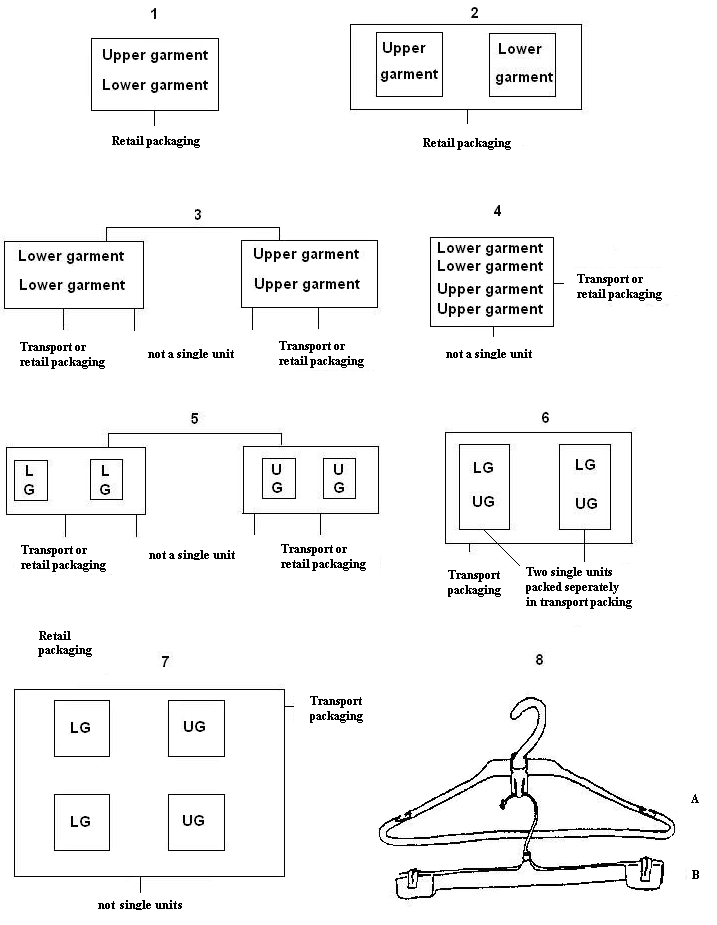 1
Upper garment
Lower garment
Retail packaging
2
Upper
garment
Lower
garment
Retail packaging
3
Lower garment
Lower garment
Upper garment
Upper garment
Transport or
retail packaging
not a single unit
Transport or
retail packaging
4
Lower garment
Lower garment
Upper garment
Upper garment
Transport or
retail packaging
not a single unit
5
L
G
L
G
U
G
U
G
Transport or
retail packaging
not a single unit
Transport or
retail packaging
6
LG
UG
LG
UG
Transport
packaging
Two single units
packed seperately
in transport packing
Retail
packaging
7
LG
UG
LG
UG
Transport
packaging
not single units
8
A
B